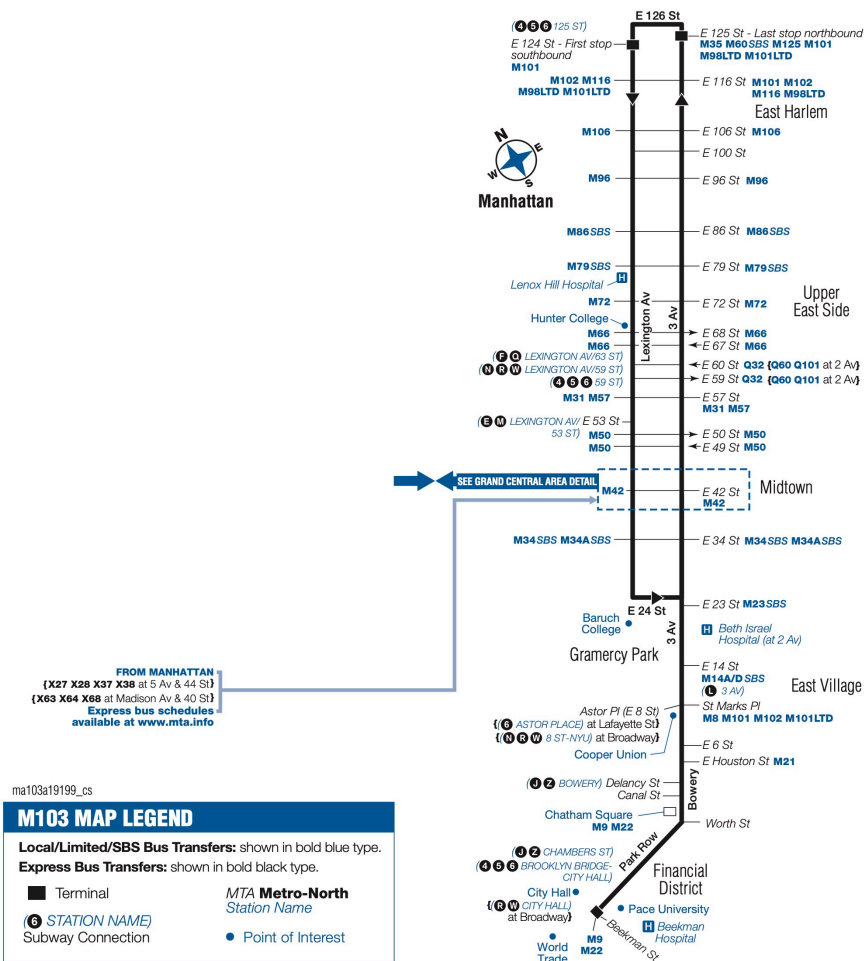 E 126 St
(4 5 6 125 ST)
E 124 St - First stop
southbound
M101
E 125 St - Last stop northbound
M35 M60SBS M125 M101
M98LTD M101LTD
M102 M116
M98LTD M101LTD
E 116 St M101 M102
M116 M98LTD
East Harlem
M106
E 106 St M106
E 100 St
N
E
S
W
Manhattan
M96
E 96 St M96
M86SBS
E 86 St M86SBS
M79SBS
E 79 St M79SBS
H
Lenox Hill Hospital
Upper
East Side
M72
E 72 St M72
Lexington Av
3 Av
Hunter College
M66
E 68 St M66
M66
E 67 St M66
(F Q LEXINGTON AV/63 ST)
E 60 St Q32 {Q60 Q101 at 2 Av}
(N R W LEXINGTON AV/59 ST)
(4 5 6 59 ST)
E 59 St Q32 {Q60 Q101 at 2 Av}
M31 M57
E 57 St
M31 M57
(E M LEXINGTON AV/ E 53 St
53 ST)
M50
E 50 St M50
M50
E 49 St M50
SEE GRAND CENTRAL AREA DETAIL
M42
E 42 St
M42
Midtown
M34SBS M34ASBS
E 34 St M34SBS M34ASBS
E 24 St
E 23 St M23SBS
Baruch
College
3 Av
H Beth Israel
Hospital (at 2 Av)
Gramercy Park
E 14 St
M14A/D SBS
(L 3 AV)
East Village
FROM MANHATTAN
{X27 X28 X37 X38 at 5 Av & 44 St}
{X63 X64 X68 at Madison Av & 40 St}
Express bus schedules
available at www.mta.info
Astor Pl (E 8 St)
{(6 ASTOR PLACE) at Lafayette St}
{(N R W 8 ST-NYU) at Broadway}
Cooper Union
St Marks Pl
M8 M101 M102 M101LTD
E 6 St
E Houston St M21
Bowery
(J Z BOWERY) Delancy St
Canal St
Chatham Square
M9 M22
Worth St
Park Row
(J Z CHAMBERS ST)
(4 5 6 BROOKLYN BRIDGE-
CITY HALL)
City Hall
{(R W CITY HALL)
at Broadway}
Financial
District
Pace University
H Beekman
Hospital
Beekman St
M9
M22
World
Trade
ma103a19199_cs
M103 MAP LEGEND
Local/Limited/SBS Bus Transfers: shown in bold blue type.
Express Bus Transfers: shown in bold black type.
Terminal
MTA Metro-North
Station Name
(6 STATION NAME)
Subway Connection
Point of Interest